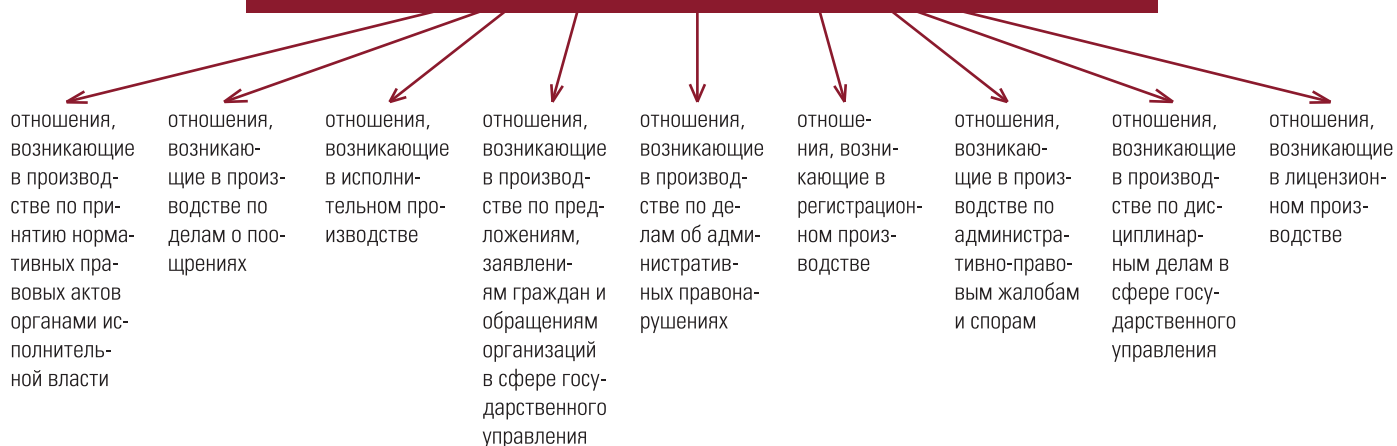 отношения,
возникающие
в производ-
стве по при-
нятию норма-
тивных пра-
вовых актов
органами ис-
полнитель-
ной власти
отношения,
возникаю-
щие в произ-
водстве по
делам о поо-
щрениях
отношения,
возникающие
в исполни-
тельном про-
изводстве
отношения,
возникающие
в производ-
стве по пред-
ложениям,
заявлени-
ям граждан и
обращениям
организаций
в сфере госу-
дарственного
управления
отношения,
возникающие
в производ-
стве по де-
лам об адми-
нистратив-
ных правона-
рушениях
отноше-
ния, возни-
кающие в
регистрацион-
ном произ-
водстве
отношения,
возникаю-
щие в произ-
водстве по
администра-
тивно-право-
вым жалобам
и спорам
отношения,
возникающие
в производ-
стве по дис-
циплинар-
ным делам в
сфере госу-
дарственного
управления
отношения,
возникающие
в лицензион-
ном произ-
водстве